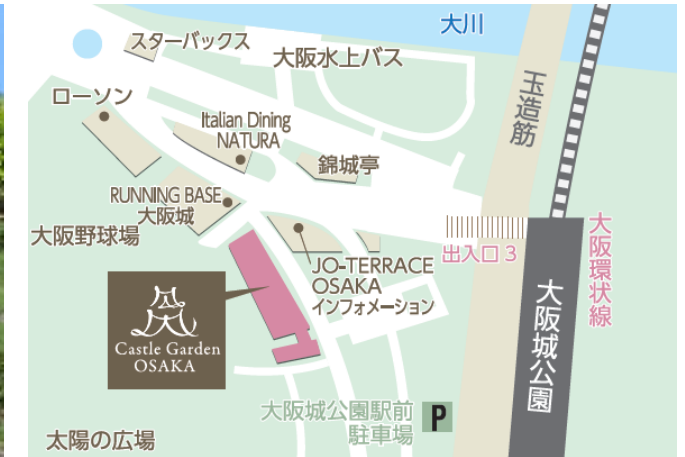 大川
スターバックス
大阪水上バス
ローソン
玉造筋
Italian Dining
NATURA
錦城亭
RUNNING BASE
大阪城
大阪野球場
出入口 3
大阪環状線
JO-TERRACE
OSAKA
インフォメーション
大阪城公園
Castle Garden
OSAKA
大阪城公園駅前
駐車場
P
太陽の広場